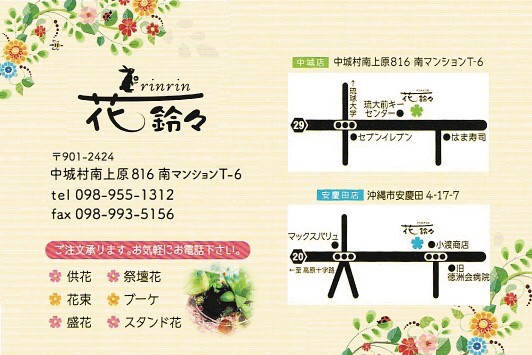 rinrin
花鈴々
〒901-2424
中城村南上原816 南マンションT-6
tel 098-955-1312
fax 098-993-5156
ご注文承ります。お気軽にお電話下さい。
供花 祭壇花
花束 ブーケ
盛花 スタンド花
中城店 中城村南上原816 南マンションT-6
↑琉球大学
琉大前キーセンター
花鈴々
29
セブンイレブン
はま寿司
安慶田店 沖縄市安慶田 4-17-7
マックスバリュ
花鈴々
小渡商店
20
←至 高原十字路
旧徳洲会病院